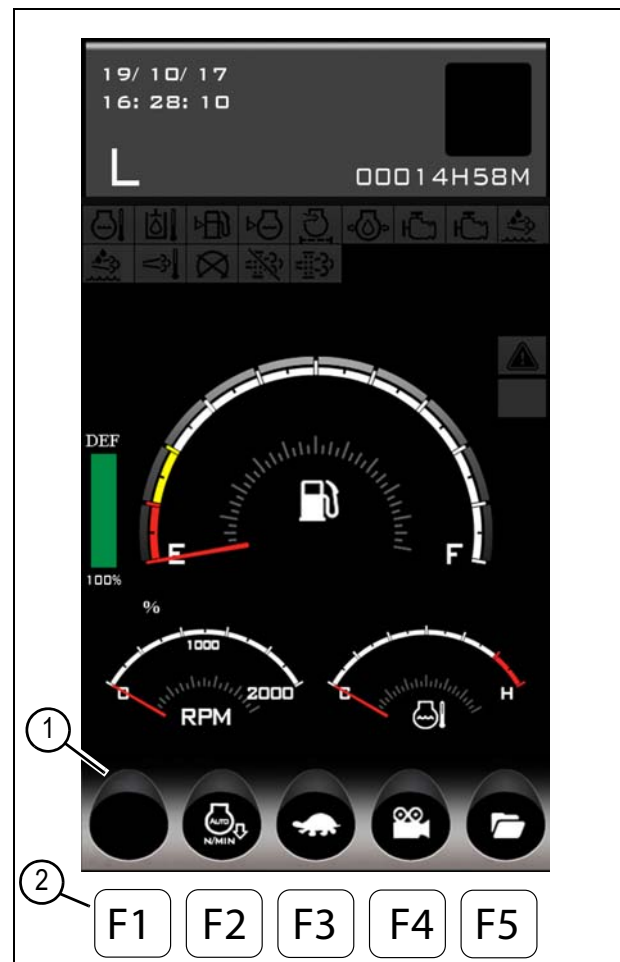 19/ 10/ 17
16: 28: 10
L
00014H58M
DEF
E
F
100%
%
1000
0
2000
RPM
C
H
1
AUTO
N/MIN
2
F1 F2 F3 F4 F5